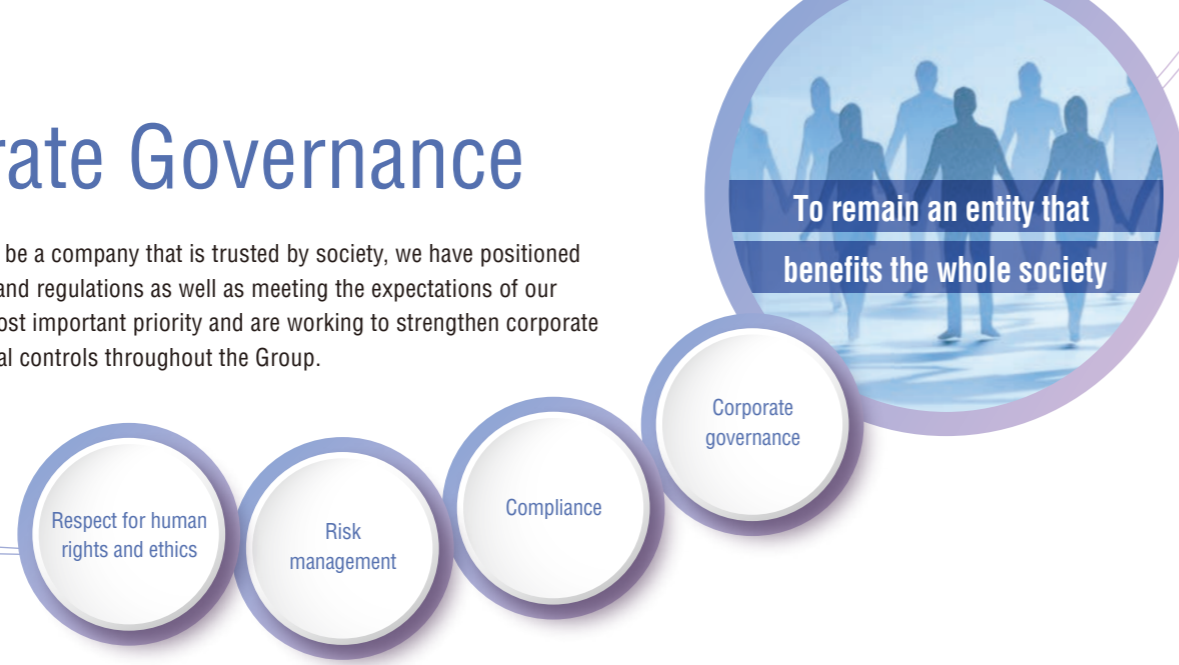 rate Governance
be a company that is trusted by society, we have positioned
and regulations as well as meeting the expectations of our
ost important priority and are working to strengthen corporate
al controls throughout the Group.
To remain an entity that
benefits the whole society
Corporate
governance
Compliance
Risk
management
Respect for human
rights and ethics